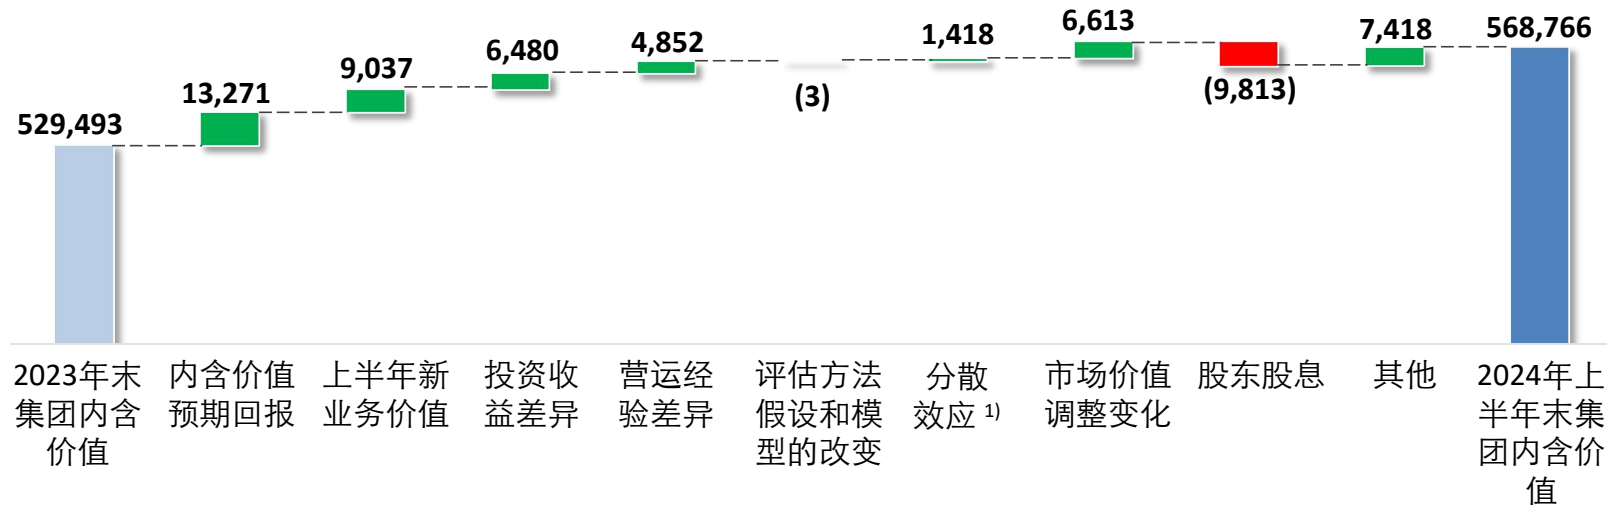 529,493
13,271
9,037
6,480
4,852
(3)
1,418
6,613
(9,813)
7,418
568,766
2023年末
集团内含
价值
内含价值
预期回报
上半年新
业务价值
投资收
益差异
营运经
验差异
评估方法
假设和模
型的改变
分散
效应 1)
市场价值
调整变化
股东股息
其他
2024年上
半年末集
团内含价
值